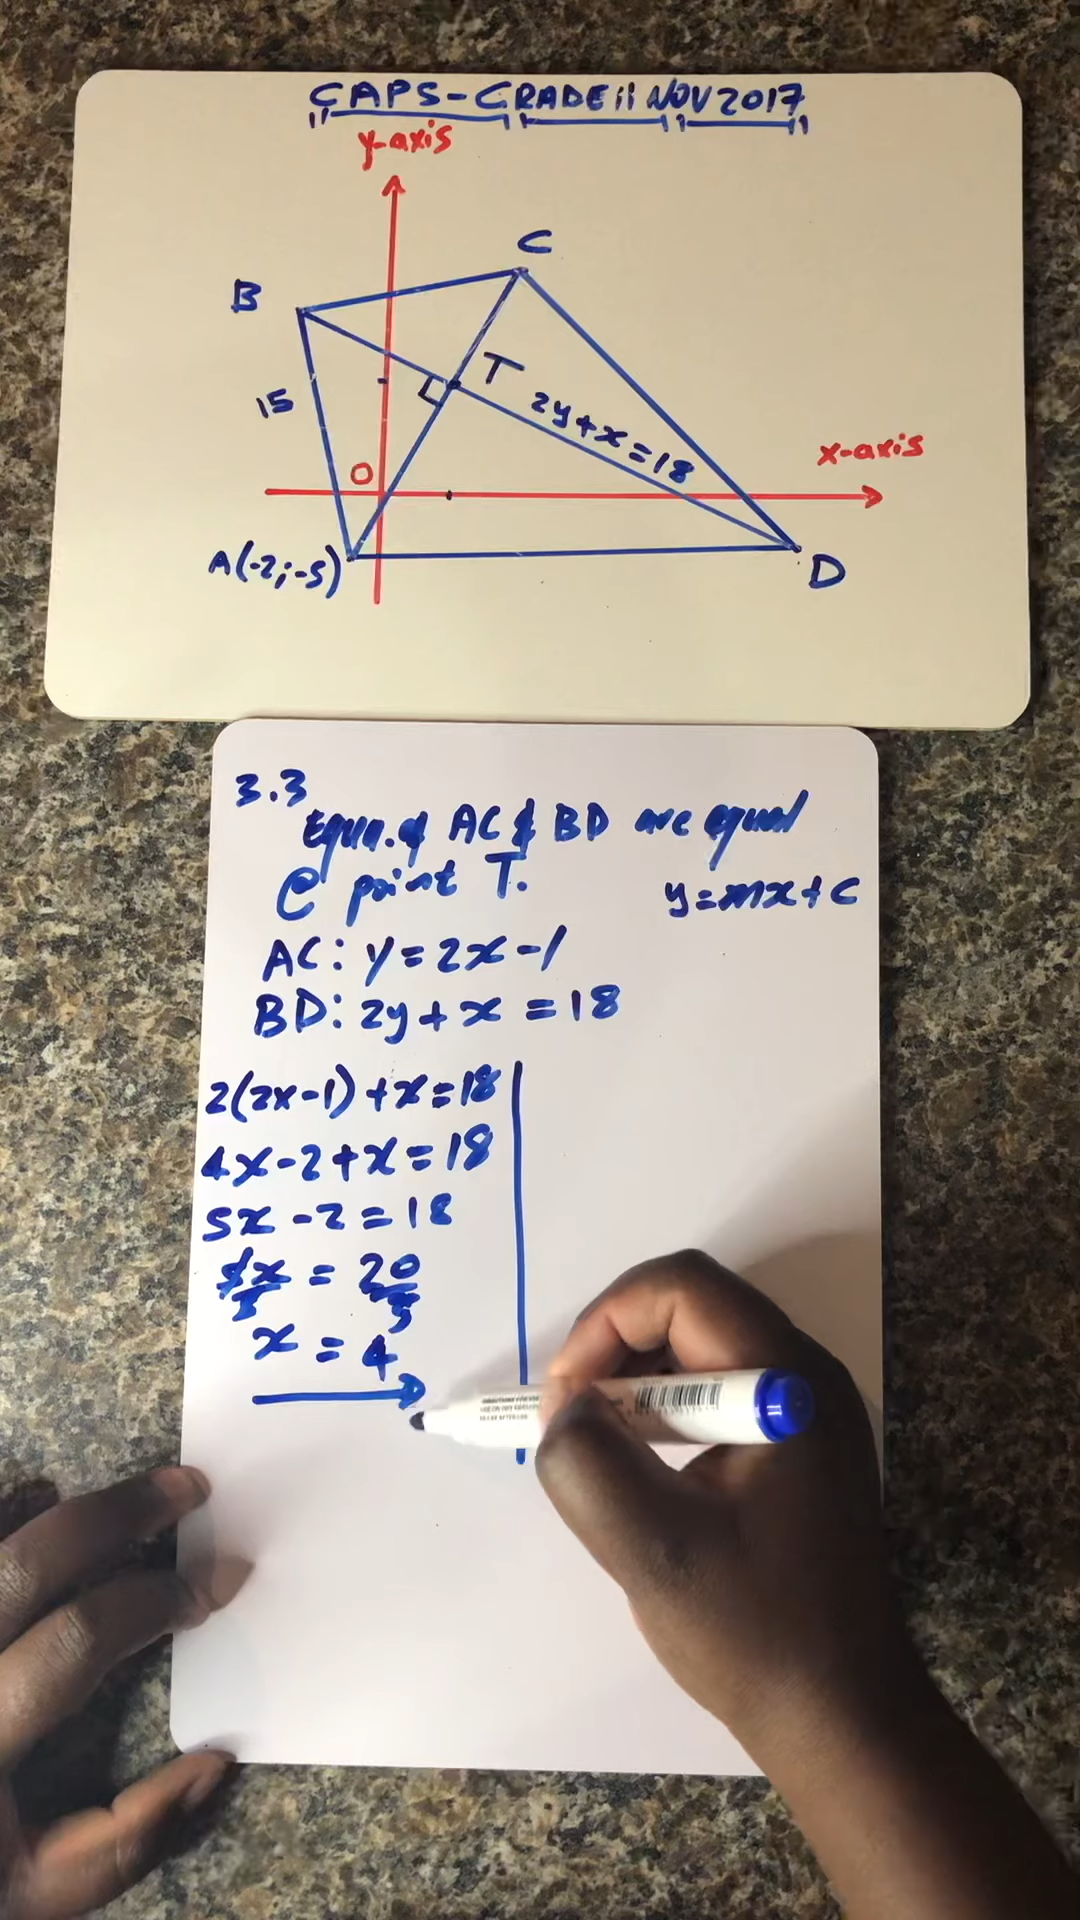 CAPS-GRADE 11 NOV 2017
y-axis
C
B
T
15
2y+x=18
x-axis
O
A(-2;-5)
D
3.3
Equn. of AC & BD are equal
@ point T.
y=mx+c
AC: y=2x-1
BD: 2y+x=18
2(2x-1)+x=18
4x-2+x=18
5x-2=18
5x/5 = 20/5
x = 4